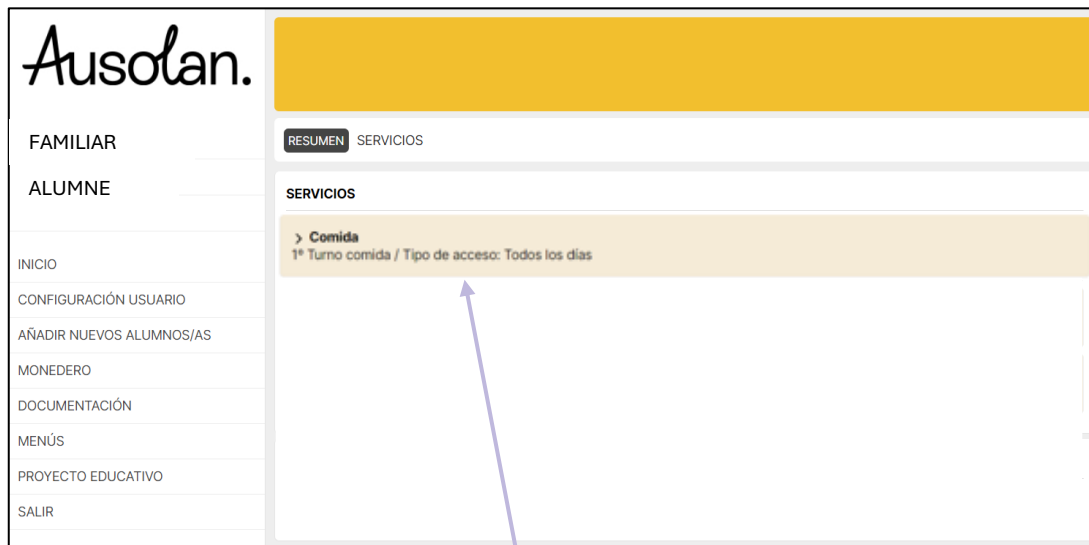 Ausolan.
FAMILIAR
ALUMNE
INICIO
CONFIGURACIÓN USUARIO
AÑADIR NUEVOS ALUMNOS/AS
MONEDERO
DOCUMENTACIÓN
MENÚS
PROYECTO EDUCATIVO
SALIR
RESUMEN SERVICIOS
SERVICIOS
> Comida
1º Turno comida / Tipo de acceso: Todos los días